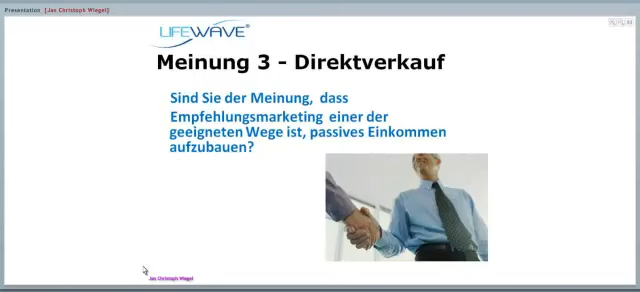 Presentation [Jan Christoph Wiegel]
LIFEWAVE®
Meinung 3 - Direktverkauf
Sind Sie der Meinung, dass
Empfehlungsmarketing einer der
geeigneten Wege ist, passives Einkommen
aufzubauen?
Jan Christoph Wiegel